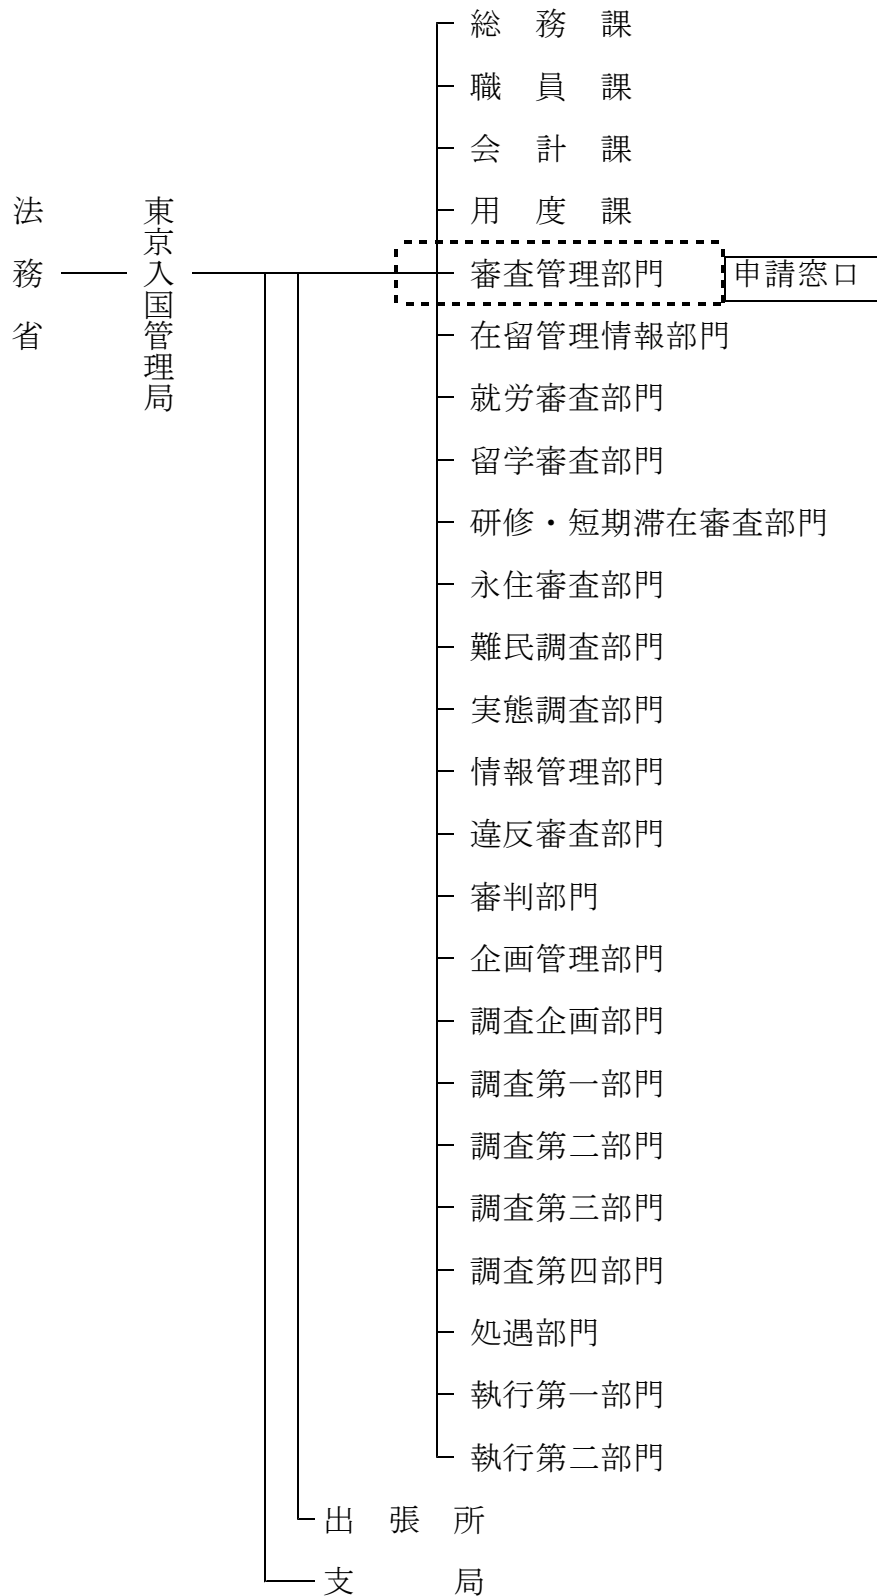 法務省
東京入国管理局
総務課
職員課
会計課
用度課
審査管理部門
申請窓口
在留管理情報部門
就労審査部門
留学審査部門
研修・短期滞在審査部門
永住審査部門
難民調査部門
実態調査部門
情報管理部門
違反審査部門
審判部門
企画管理部門
調査企画部門
調査第一部門
調査第二部門
調査第三部門
調査第四部門
処遇部門
執行第一部門
執行第二部門
出張所
支局